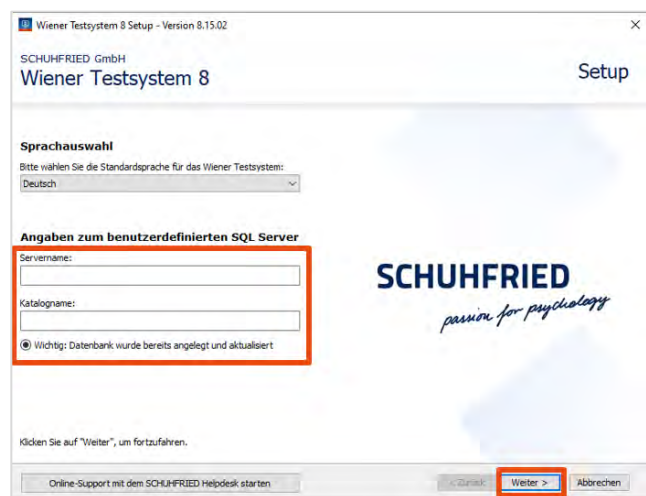 Wiener Testsystem 8 Setup - Version 8.15.02
SCHUHFRIED GmbH
Wiener Testsystem 8
Setup
Sprachauswahl
Bitte wählen Sie die Standardsprache für das Wiener Testsystem:
Deutsch
Angaben zum benutzerdefinierten SQL Server
Servername:
Katalogname:
Wichtig: Datenbank wurde bereits angelegt und aktualisiert
SCHUHFRIED
passion for psychology
Klicken Sie auf "Weiter", um fortzufahren.
Online-Support mit dem SCHUHFRIED Helpdesk starten
< Zurück
Weiter >
Abbrechen